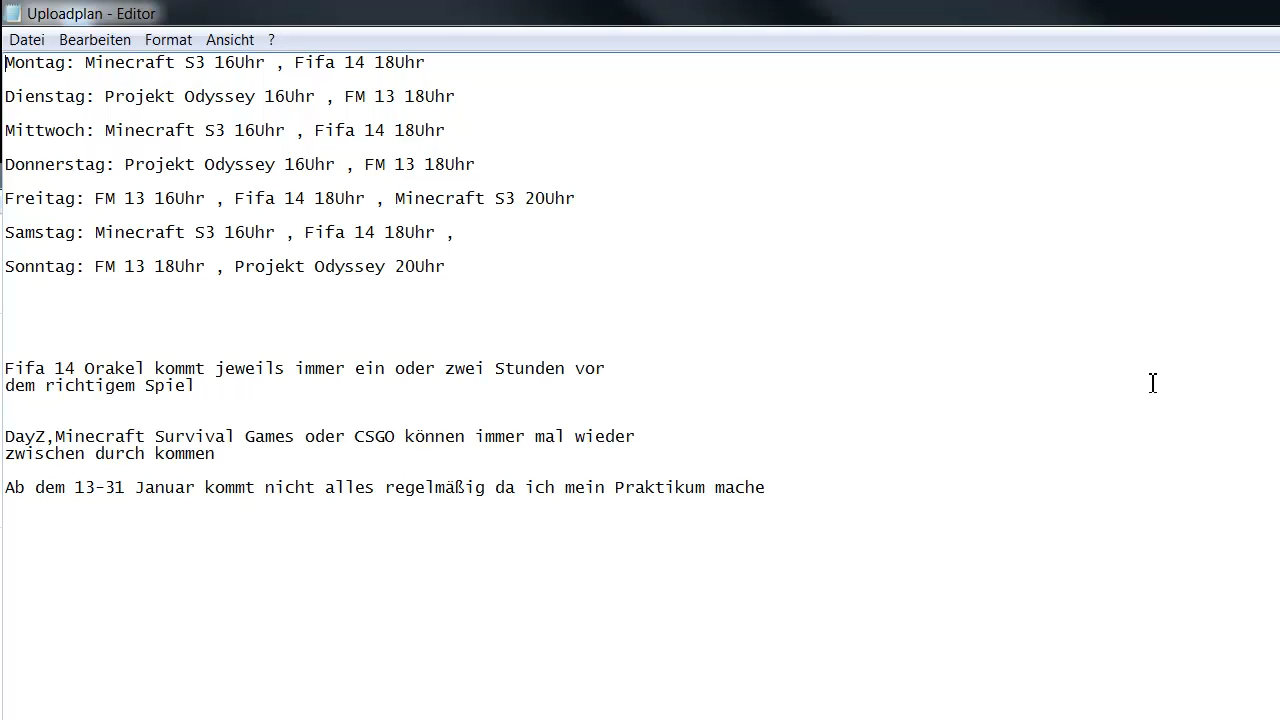 Uploadplan - Editor
Datei Bearbeiten Format Ansicht ?
Montag: Minecraft S3 16Uhr , Fifa 14 18Uhr
Dienstag: Projekt Odyssey 16Uhr , FM 13 18Uhr
Mittwoch: Minecraft S3 16Uhr , Fifa 14 18Uhr
Donnerstag: Projekt Odyssey 16Uhr , FM 13 18Uhr
Freitag: FM 13 16Uhr , Fifa 14 18Uhr , Minecraft S3 20Uhr
Samstag: Minecraft S3 16Uhr , Fifa 14 18Uhr ,
Sonntag: FM 13 18Uhr , Projekt Odyssey 20Uhr
Fifa 14 Orakel kommt jeweils immer ein oder zwei Stunden vor
dem richtigem Spiel
DayZ,Minecraft Survival Games oder CSGO können immer mal wieder
zwischen durch kommen
Ab dem 13-31 Januar kommt nicht alles regelmäßig da ich mein Praktikum mache